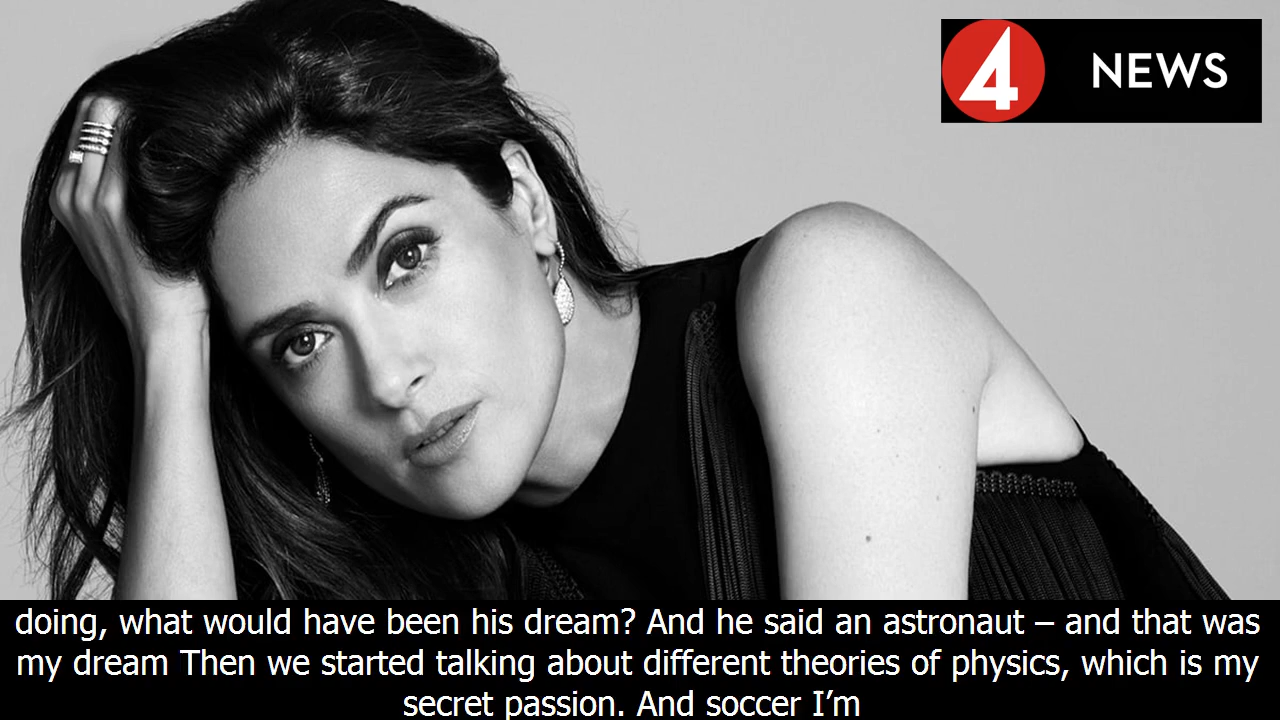 4 NEWS
doing, what would have been his dream? And he said an astronaut – and that was
my dream Then we started talking about different theories of physics, which is my
secret passion. And soccer I’m